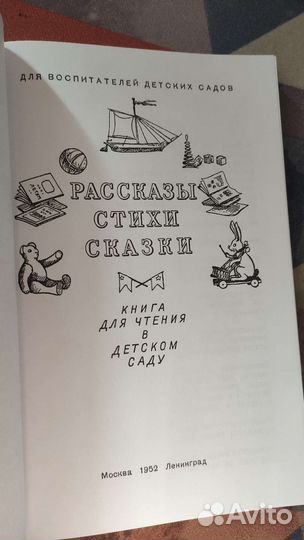 ДЛЯ ВОСПИТАТЕЛЕЙ ДЕТСКИХ САДОВ
РАССКАЗЫ
СТИХИ
СКАЗКИ
КНИГА
ДЛЯ ЧТЕНИЯ
В
ДЕТСКОМ
САДУ
Москва 1952 Ленинград
Avito